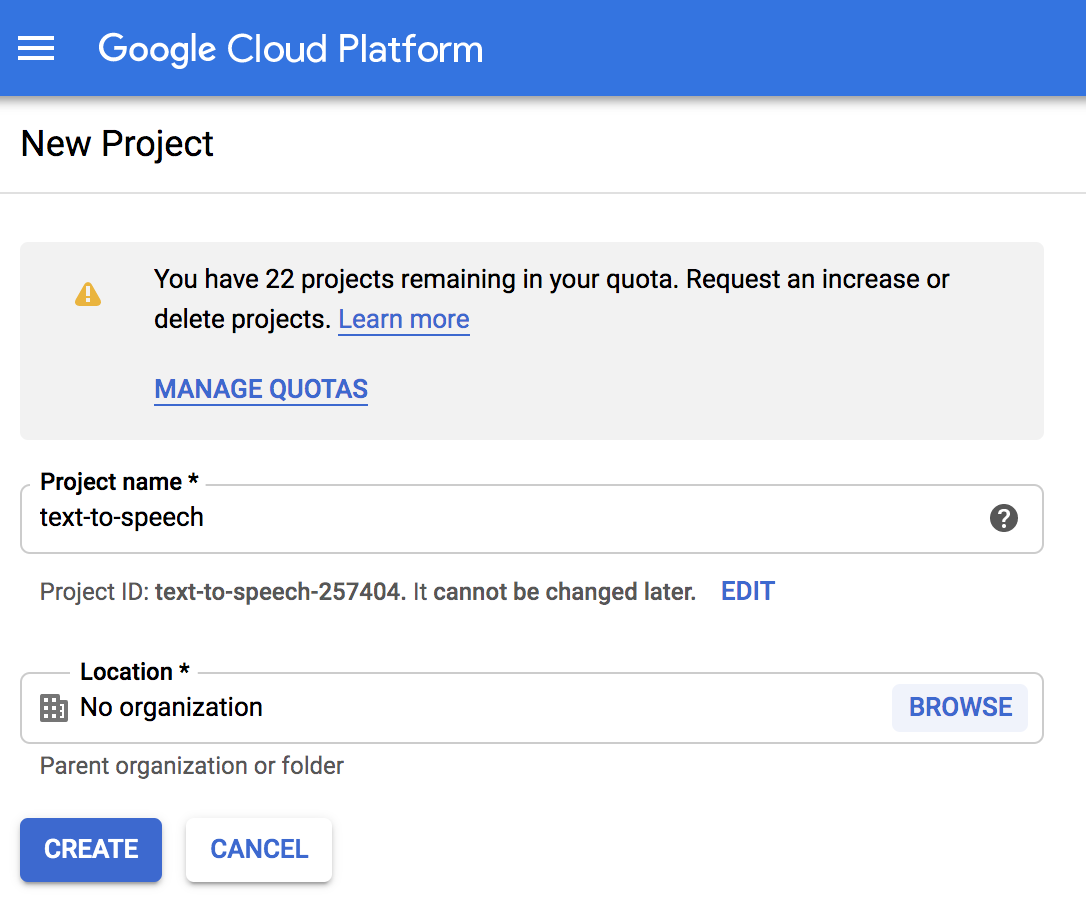 Google Cloud Platform
New Project
You have 22 projects remaining in your quota. Request an increase or
delete projects. Learn more
MANAGE QUOTAS
Project name *
text-to-speech
Project ID: text-to-speech-257404. It cannot be changed later. EDIT
Location *
No organization BROWSE
Parent organization or folder
CREATE CANCEL